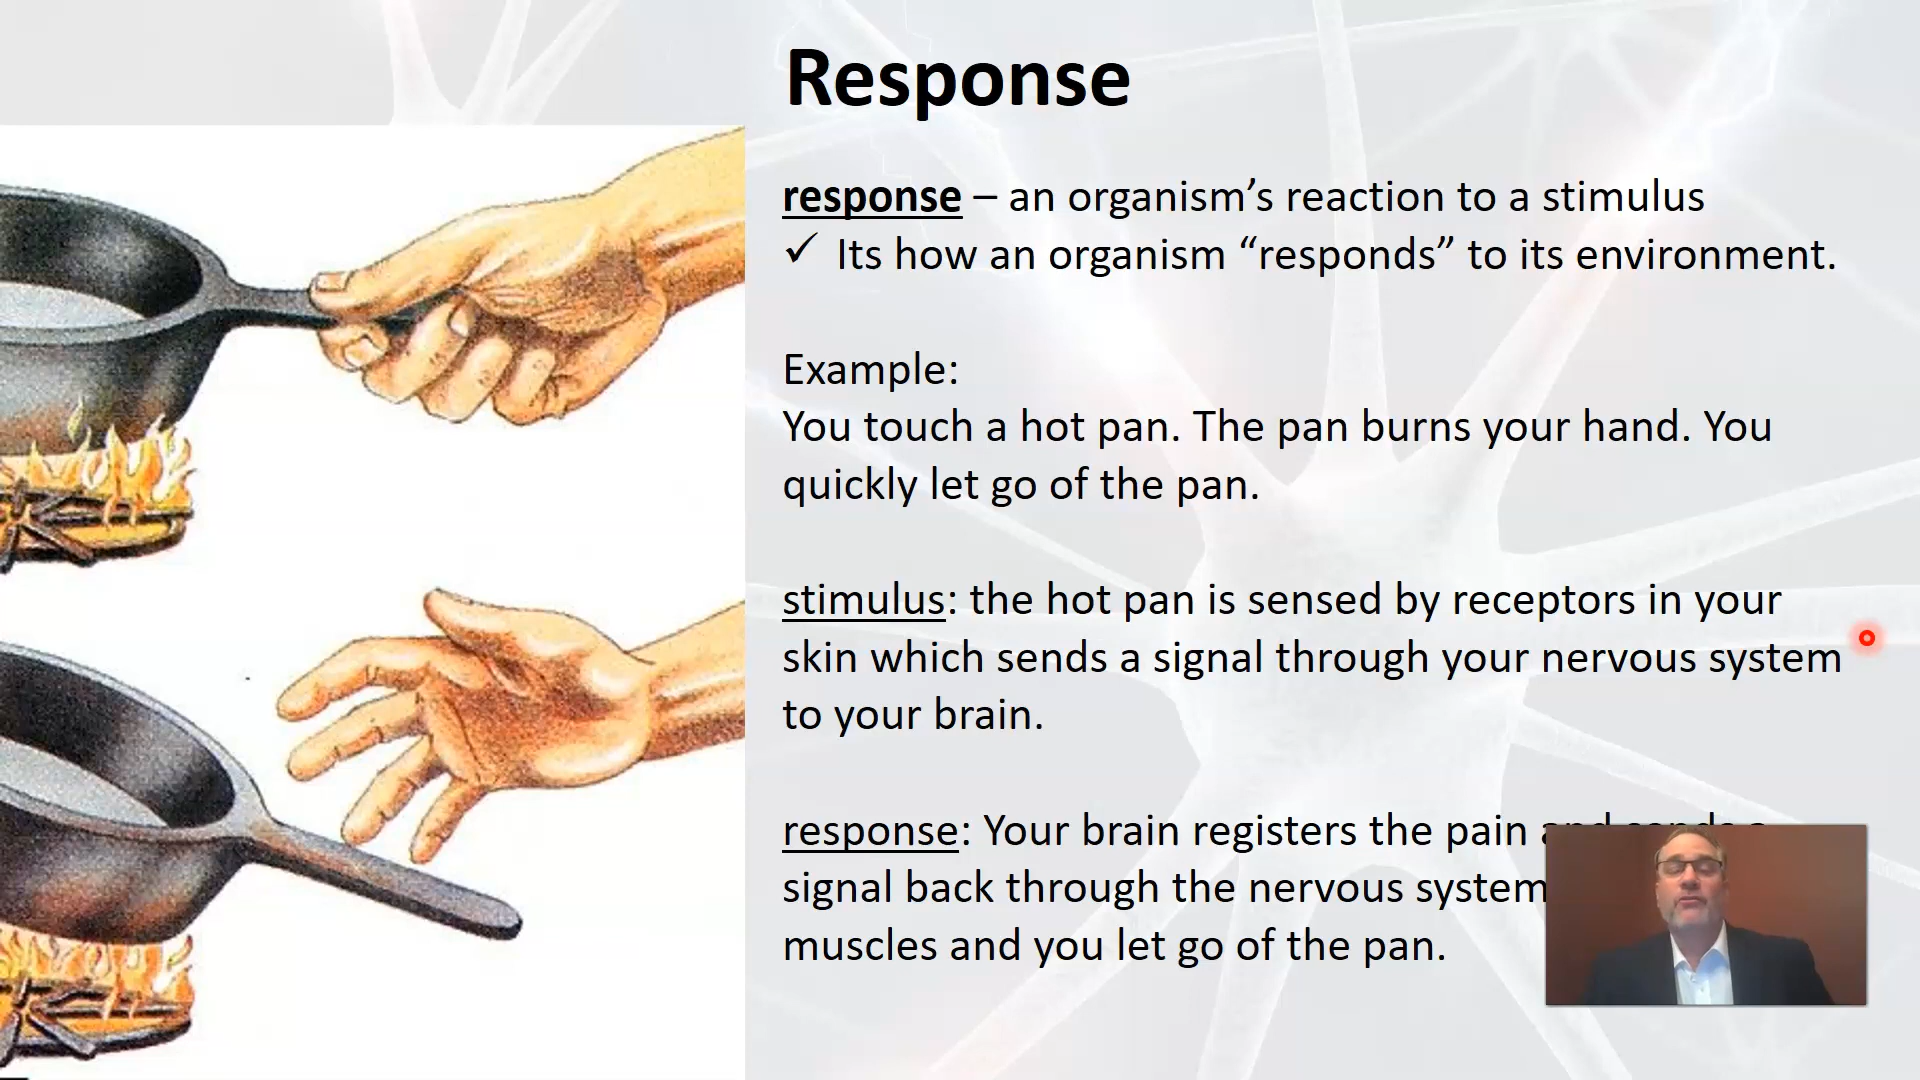 Response
response – an organism’s reaction to a stimulus
✓ Its how an organism “responds” to its environment.
Example:
You touch a hot pan. The pan burns your hand. You
quickly let go of the pan.
stimulus: the hot pan is sensed by receptors in your
skin which sends a signal through your nervous system
to your brain.
response: Your brain registers the pain and sends a
signal back through the nervous system
muscles and you let go of the pan.